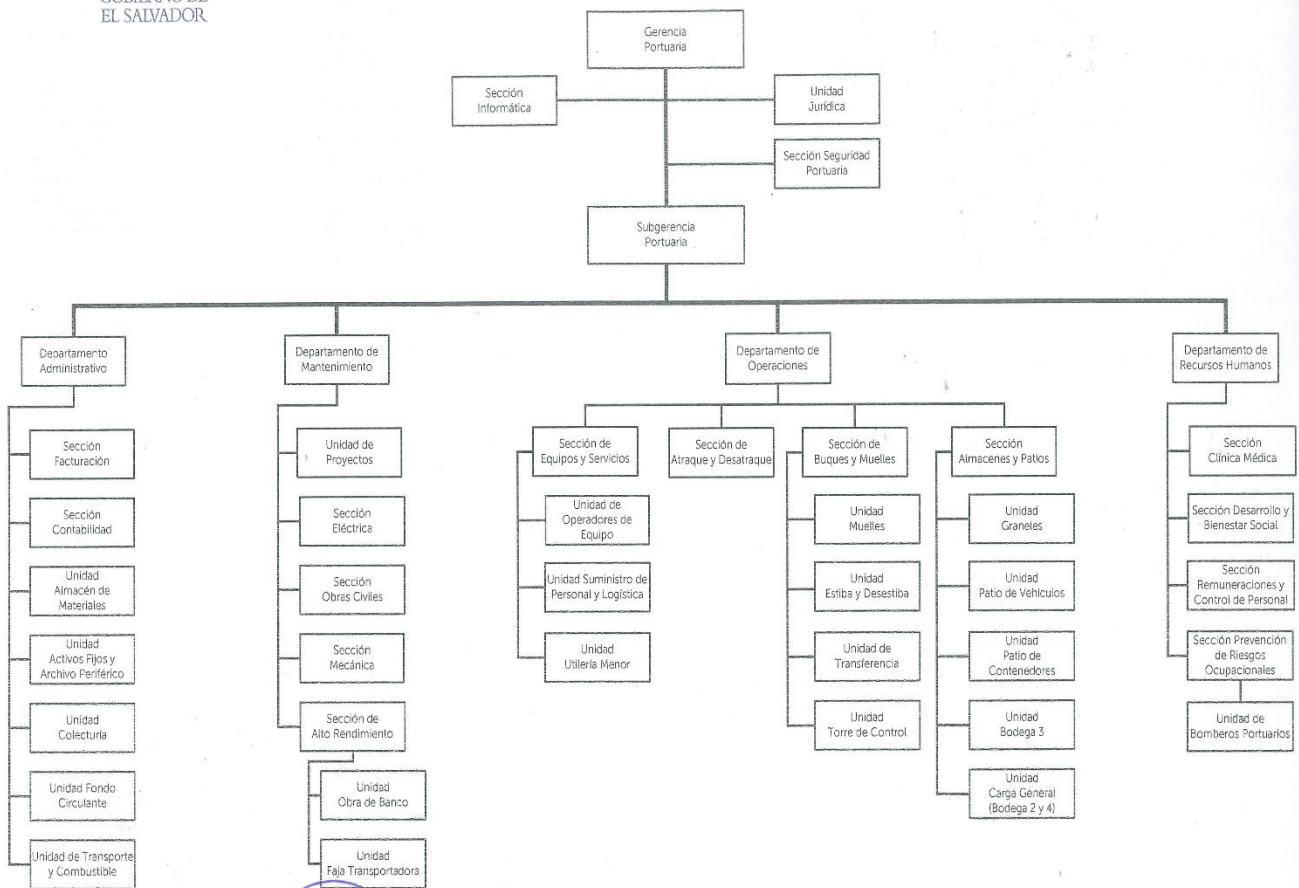 GOBIERNO DE
EL SALVADOR
Gerencia
Portuaria
Sección
Informática
Unidad
Jurídica
Sección Seguridad
Portuaria
Subgerencia
Portuaria
Departamento
Administrativo
Sección
Facturación
Sección
Contabilidad
Unidad
Almacén de
Materiales
Unidad
Activos Fijos y
Archivo Periférico
Unidad
Colecturía
Unidad Fondo
Circulante
Unidad de Transporte
y Combustible
Departamento de
Mantenimiento
Unidad de
Proyectos
Sección
Eléctrica
Sección
Obras Civiles
Sección
Mecánica
Sección de
Alto Rendimiento
Unidad
Obra de Banco
Unidad
Faja Transportadora
Departamento de
Operaciones
Sección de
Equipos y Servicios
Unidad de
Operadores de
Equipo
Unidad Suministro de
Personal y Logística
Unidad
Utilería Menor
Sección de
Atraque y Desatraque
Sección de
Buques y Muelles
Unidad
Muelles
Unidad
Estiba y Desestiba
Unidad de
Transferencia
Unidad
Torre de Control
Sección
Almacenes y Patios
Unidad
Graneles
Unidad
Patio de Vehículos
Unidad
Patio de
Contenedores
Unidad
Bodega 3
Unidad
Carga General
(Bodega 2 y 4)
Departamento de
Recursos Humanos
Sección
Clínica Médica
Sección Desarrollo y
Bienestar Social
Sección
Remuneraciones y
Control de Personal
Sección Prevención
de Riesgos
Ocupacionales
Unidad de
Bomberos Portuarios